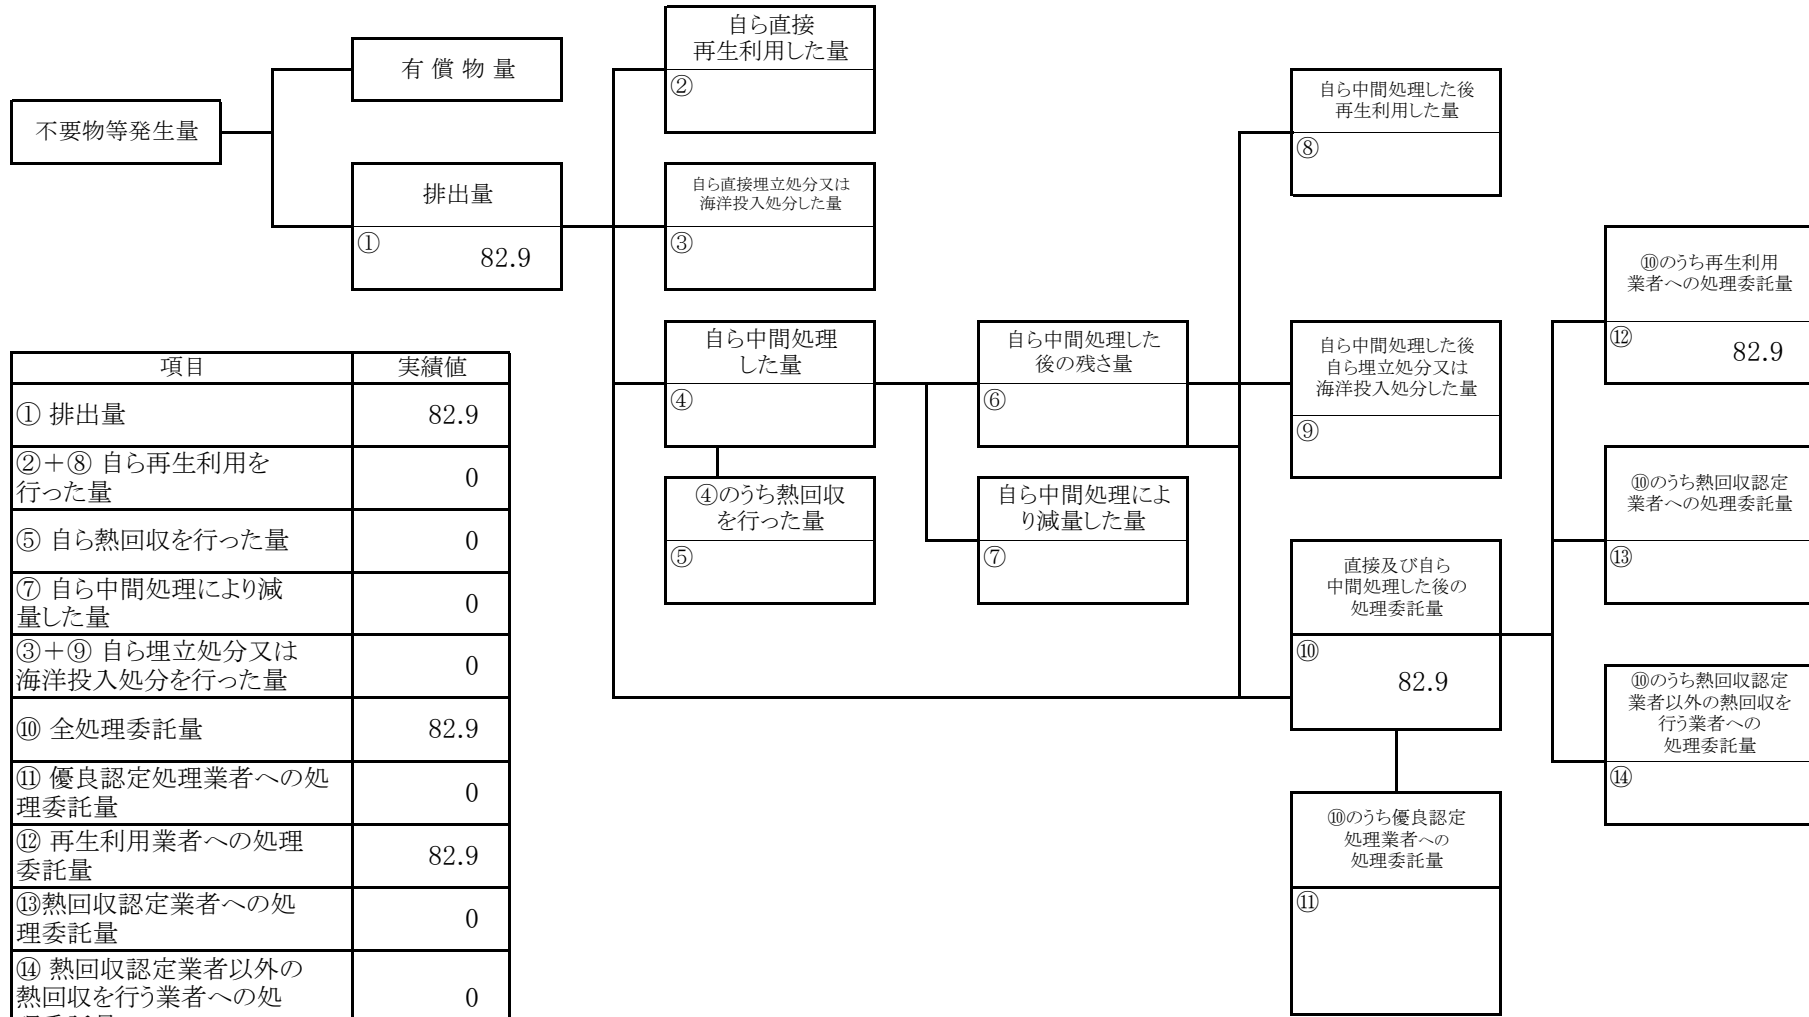 不要物等発生量
有 償 物 量
排出量
①
82.9
自ら直接
再生利用した量
②
自ら直接埋立処分又は
海洋投入処分した量
③
自ら中間処理
した量
④
④のうち熱回収
を行った量
⑤
自ら中間処理した
後の残さ量
⑥
自ら中間処理によ
り減量した量
⑦
自ら中間処理した後
再生利用した量
⑧
自ら中間処理した後
自ら埋立処分又は
海洋投入処分した量
⑨
直接及び自ら
中間処理した後の
処理委託量
⑩
82.9
⑩のうち優良認定
処理業者への
処理委託量
⑪
⑩のうち再生利用
業者への処理委託量
⑫
82.9
⑩のうち熱回収認定
業者への処理委託量
⑬
⑩のうち熱回収認定
業者以外の熱回収を
行う業者への
処理委託量
⑭
項目 実績値
① 排出量 82.9
②+⑧ 自ら再生利用を
行った量 0
⑤ 自ら熱回収を行った量 0
⑦ 自ら中間処理により減
量した量 0
③+⑨ 自ら埋立処分又は
海洋投入処分を行った量 0
⑩ 全処理委託量 82.9
⑪ 優良認定処理業者への処
理委託量 0
⑫ 再生利用業者への処理
委託量 82.9
⑬熱回収認定業者への処
理委託量 0
⑭ 熱回収認定業者以外の
熱回収を行う業者への処 0